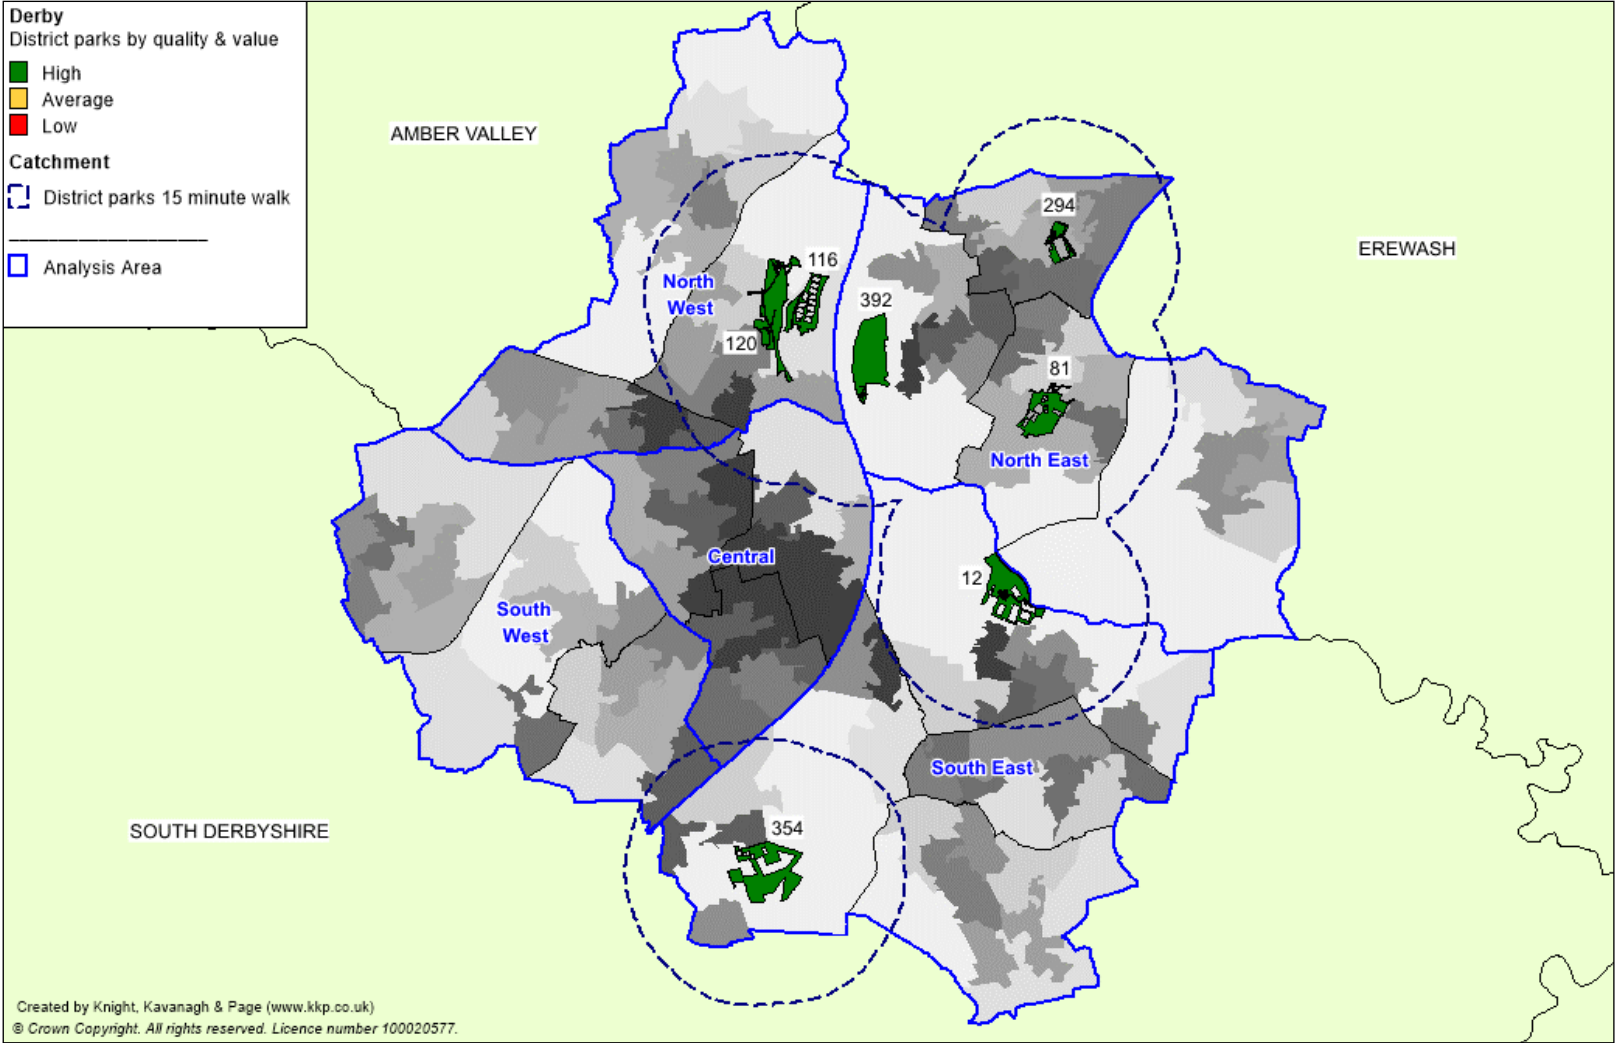 Derby
District parks by quality & value
High
Average
Low
Catchment
District parks 15 minute walk
Analysis Area
AMBER VALLEY
EREWASH
SOUTH DERBYSHIRE
294
116
North
West
392
120
81
North East
Central
12
South
West
South East
354
Created by Knight, Kavanagh & Page (www.kkp.co.uk)
© Crown Copyright. All rights reserved. Licence number 100020577.